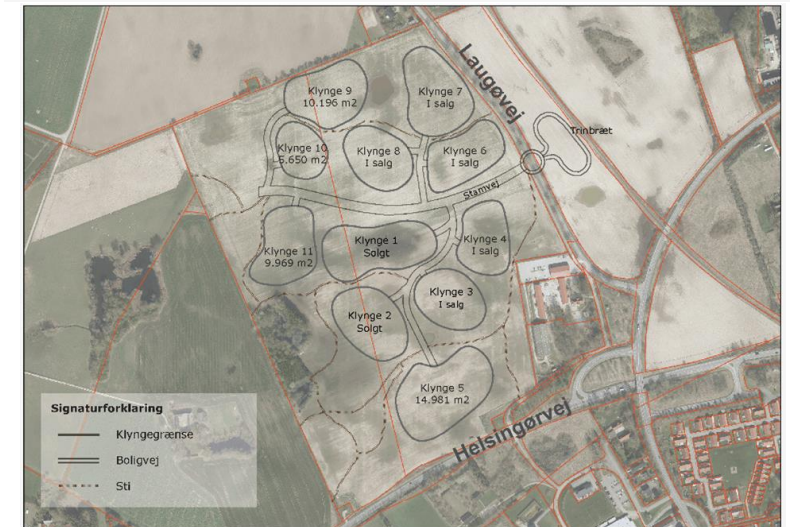 Laugøvej
Klynge 9
10.196 m2
Klynge 7
I salg
Trinbræt
Klynge 10
5.650 m2
Klynge 8
I salg
Klynge 6
I salg
Stamvej
Klynge 11
9.969 m2
Klynge 1
Solgt
Klynge 4
I salg
Klynge 3
I salg
Klynge 2
Solgt
Klynge 5
14.981 m2
Helsingørvej
Signaturforklaring
Klyngegrænse
Boligvej
Sti